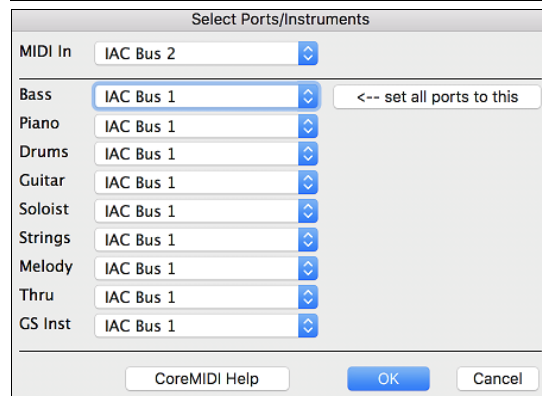 Select Ports/Instruments
MIDI In IAC Bus 2
Bass IAC Bus 1 <-- set all ports to this
Piano IAC Bus 1
Drums IAC Bus 1
Guitar IAC Bus 1
Soloist IAC Bus 1
Strings IAC Bus 1
Melody IAC Bus 1
Thru IAC Bus 1
GS Inst IAC Bus 1
CoreMIDI Help OK Cancel